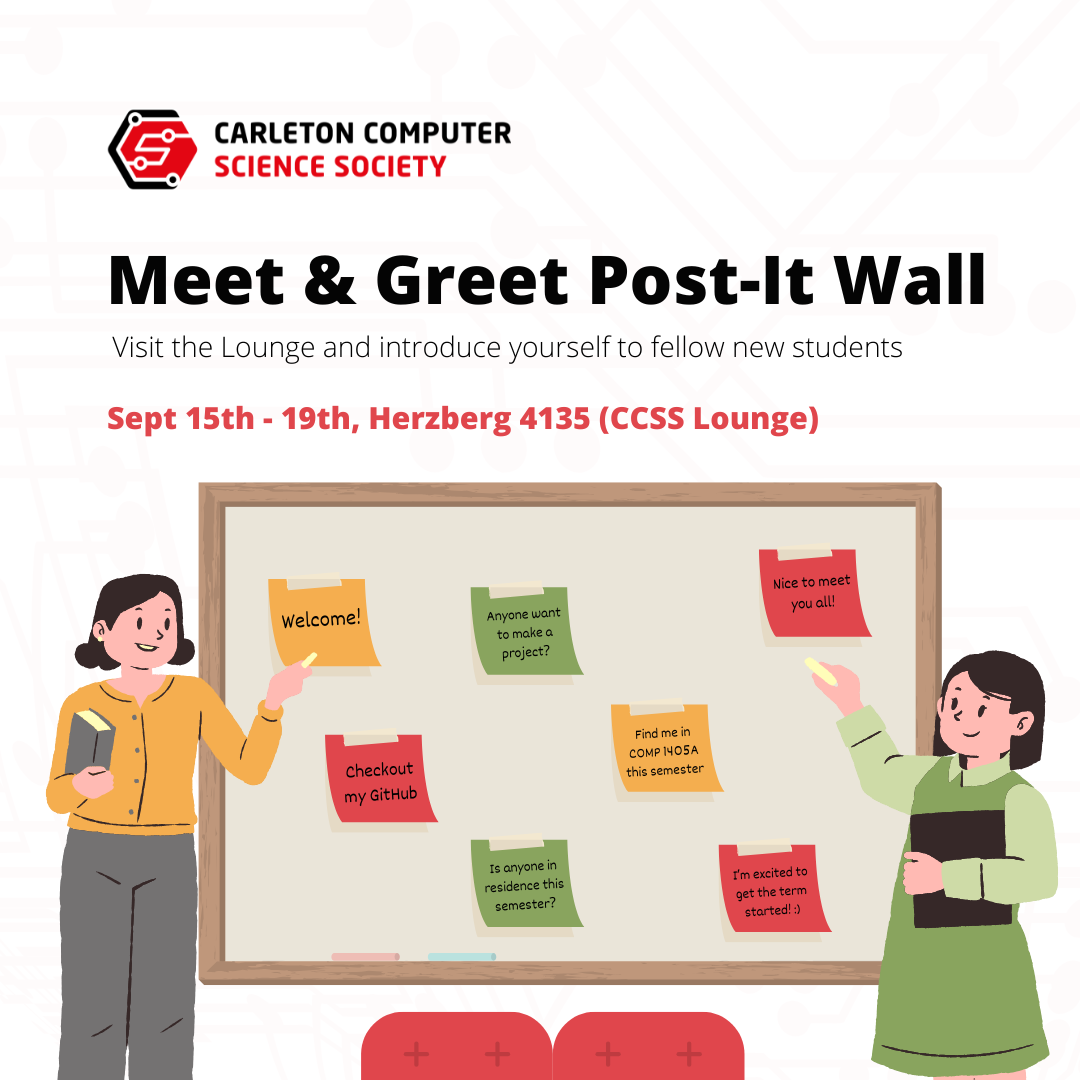 CARLETON COMPUTER
SCIENCE SOCIETY
Meet & Greet Post-It Wall
Visit the Lounge and introduce yourself to fellow new students
Sept 15th - 19th, Herzberg 4135 (CCSS Lounge)
Welcome!
Anyone want
to make a
project?
Nice to meet
you all!
Checkout
my GitHub
Find me in
COMP 1405A
this semester
Is anyone in
residence this
semester?
I'm excited to
get the term
started! :)